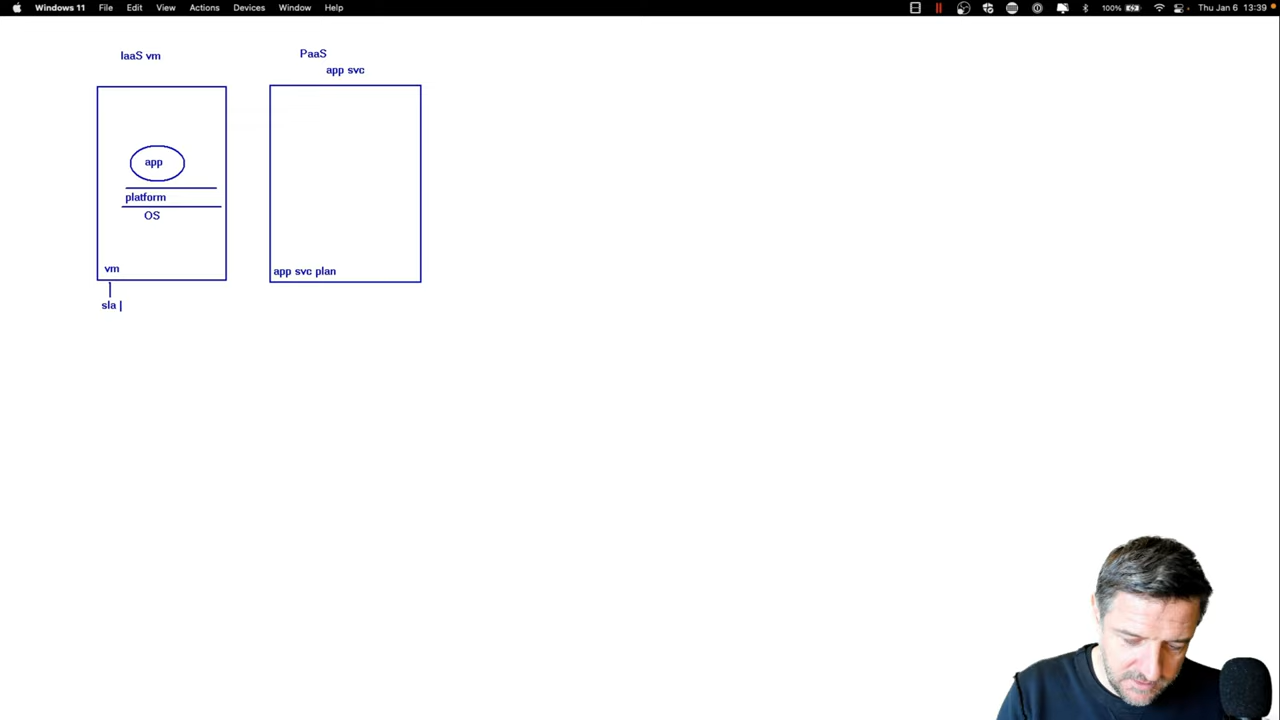 Windows 11 File Edit View Actions Devices Window Help 100% Thu Jan 6 13:39
IaaS vm
PaaS
app svc
app
platform
OS
vm
app svc plan
sla |